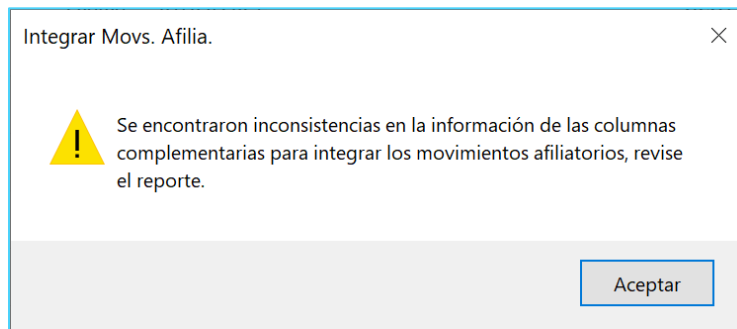 Integrar Movs. Afilia.
Se encontraron inconsistencias en la información de las columnas
complementarias para integrar los movimientos afiliatorios, revise
el reporte.
Aceptar